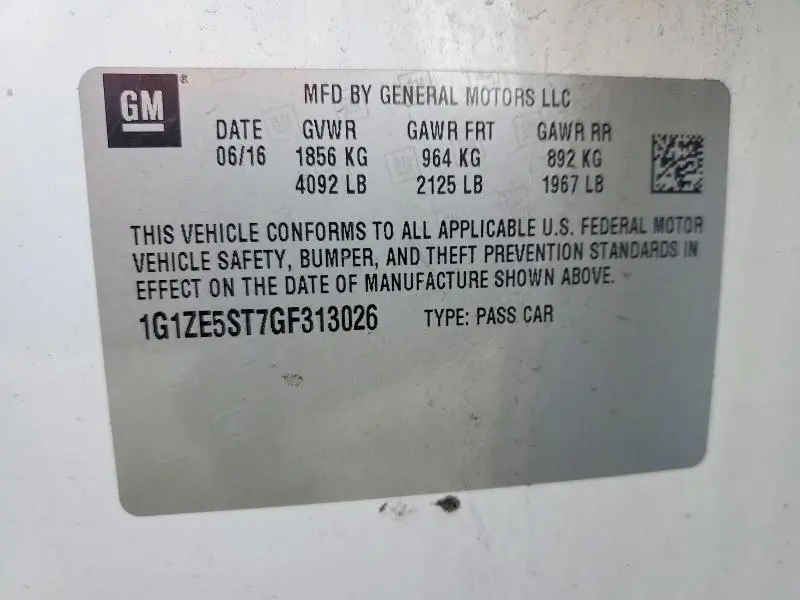 GM ®
MFD BY GENERAL MOTORS LLC
DATE GVWR GAWR FRT GAWR RR
06/16 1856 KG 964 KG 892 KG
4092 LB 2125 LB 1967 LB
THIS VEHICLE CONFORMS TO ALL APPLICABLE U.S. FEDERAL MOTOR
VEHICLE SAFETY, BUMPER, AND THEFT PREVENTION STANDARDS IN
EFFECT ON THE DATE OF MANUFACTURE SHOWN ABOVE.
1G1ZE5ST7GF313026 TYPE: PASS CAR